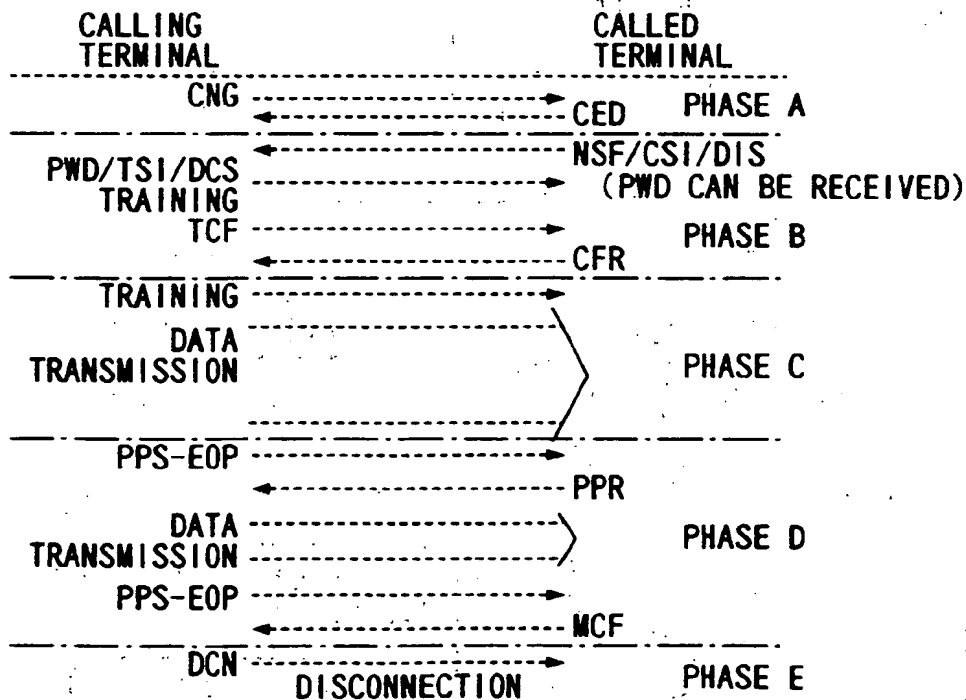 CALLING TERMINAL
CALLED TERMINAL
CNG
CED
PHASE A
NSF/CSI/DIS
(PWD CAN BE RECEIVED)
PWD/TSI/DCS
TRAINING
TCF
PHASE B
CFR
TRAINING
DATA
TRANSMISSION
PHASE C
PPS-EOP
PPR
DATA
TRANSMISSION
PHASE D
PPS-EOP
MCF
DCN
DISCONNECTION
PHASE E